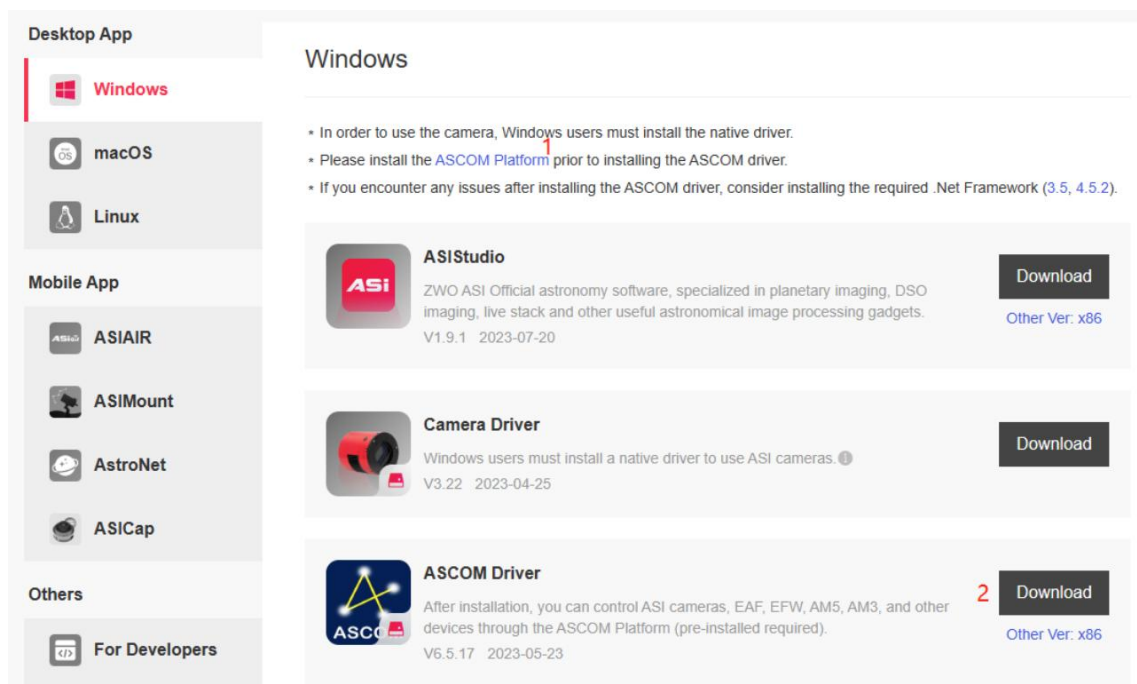 Desktop App
Windows
macOS
Linux
Mobile App
ASIAIR
ASIMount
AstroNet
ASICap
Others
For Developers
Windows
* In order to use the camera, Windows users must install the native driver.
1
* Please install the ASCOM Platform prior to installing the ASCOM driver.
* If you encounter any issues after installing the ASCOM driver, consider installing the required .Net Framework (3.5, 4.5.2).
ASi
ASIStudio
ZWO ASI Official astronomy software, specialized in planetary imaging, DSO
imaging, live stack and other useful astronomical image processing gadgets.
V1.9.1 2023-07-20
Download
Other Ver: x86
Camera Driver
Windows users must install a native driver to use ASI cameras.
V3.22 2023-04-25
Download
ASCO
ASCOM Driver
After installation, you can control ASI cameras, EAF, EFW, AM5, AM3, and other
devices through the ASCOM Platform (pre-installed required).
V6.5.17 2023-05-23
2
Download
Other Ver: x86